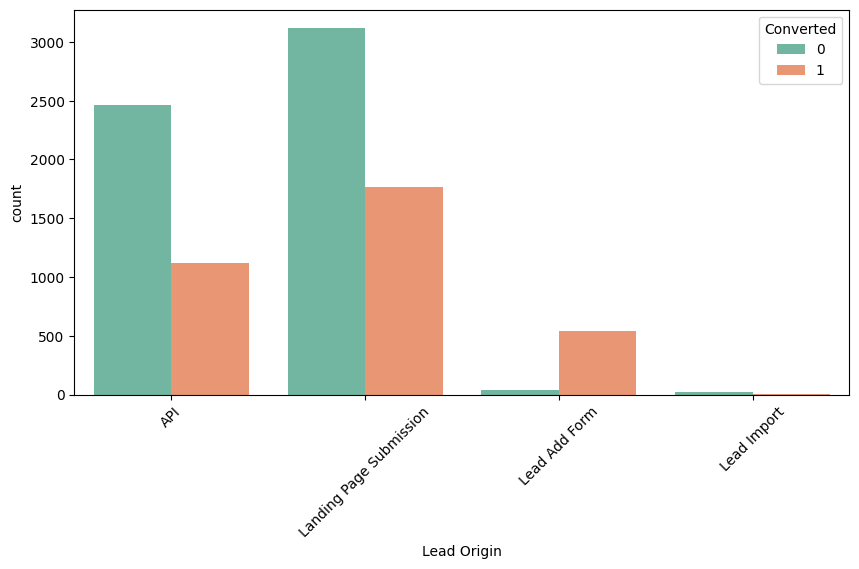 3000
2500
2000
1500
1000
500
0
count
Converted
0
1
API
Landing Page Submission
Lead Add Form
Lead Import
Lead Origin